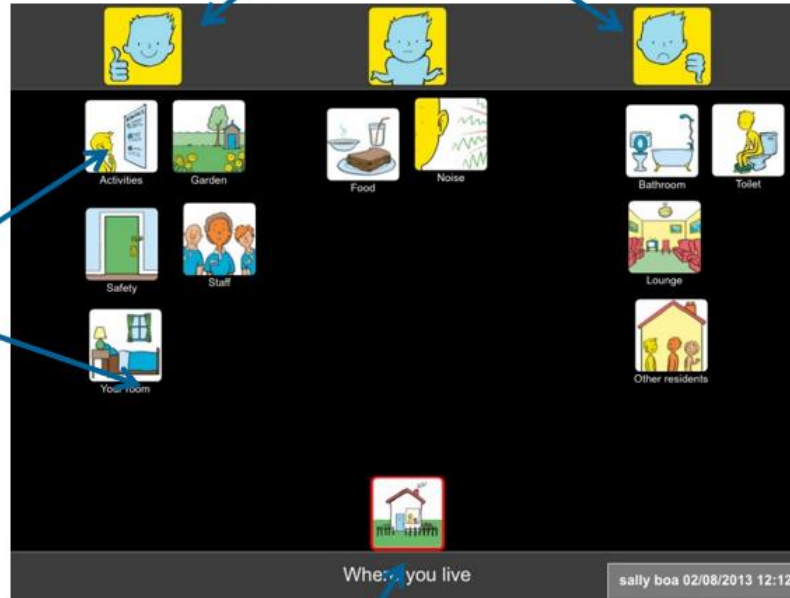 Activities Garden
Food Noise
Bathroom Toilet
Safety Staff
Lounge
Your room
Other residents
Where you live
sally boa 02/08/2013 12:12